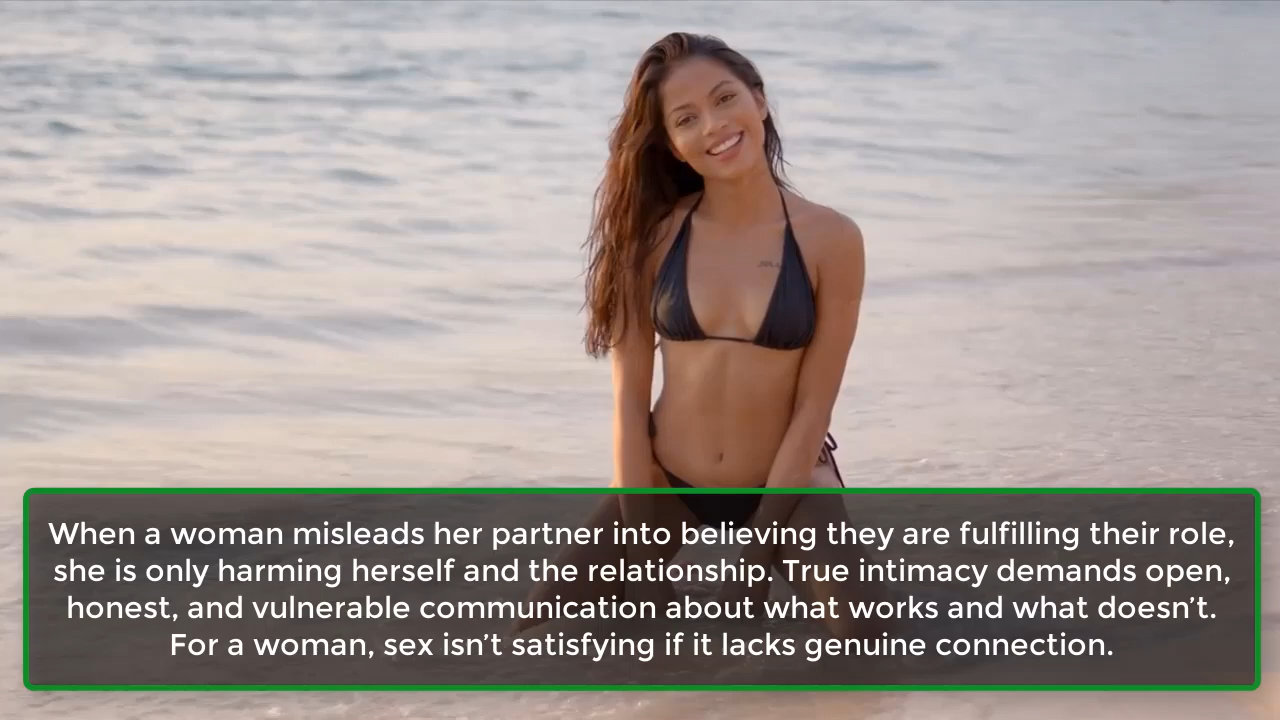 When a woman misleads her partner into believing they are fulfilling their role,
she is only harming herself and the relationship. True intimacy demands open,
honest, and vulnerable communication about what works and what doesn’t.
For a woman, sex isn’t satisfying if it lacks genuine connection.